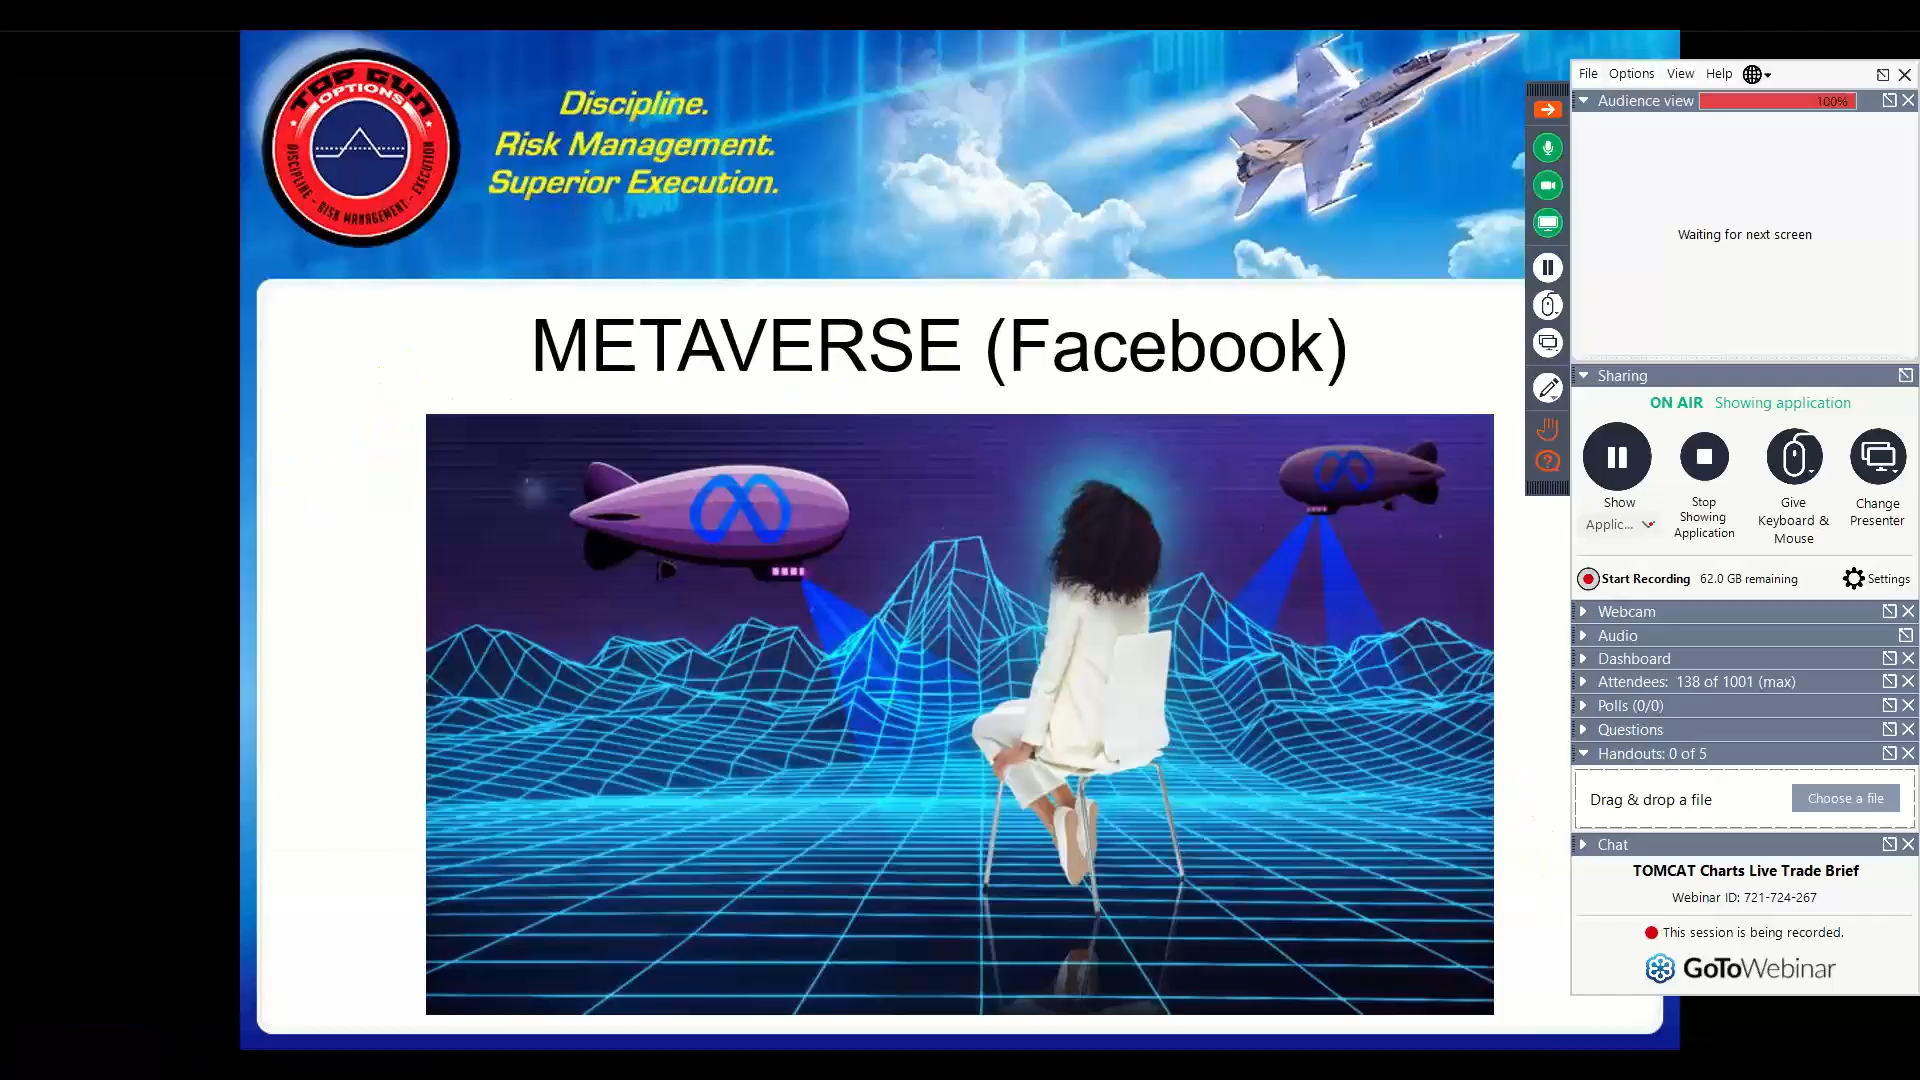 TOP GUN
OPTIONS
DISCIPLINE - RISK MANAGEMENT - EXECUTION
Discipline.
Risk Management.
Superior Execution.
METAVERSE (Facebook)
File Options View Help
Audience view 100%
Waiting for next screen
Sharing
ON AIR Showing application
Show
Applic...
Stop
Showing
Application
Give
Keyboard &
Mouse
Change
Presenter
Start Recording 62.0 GB remaining Settings
Webcam
Audio
Dashboard
Attendees: 138 of 1001 (max)
Polls (0/0)
Questions
Handouts: 0 of 5
Drag & drop a file Choose a file
Chat
TOMCAT Charts Live Trade Brief
Webinar ID: 721-724-267
This session is being recorded.
GoToWebinar